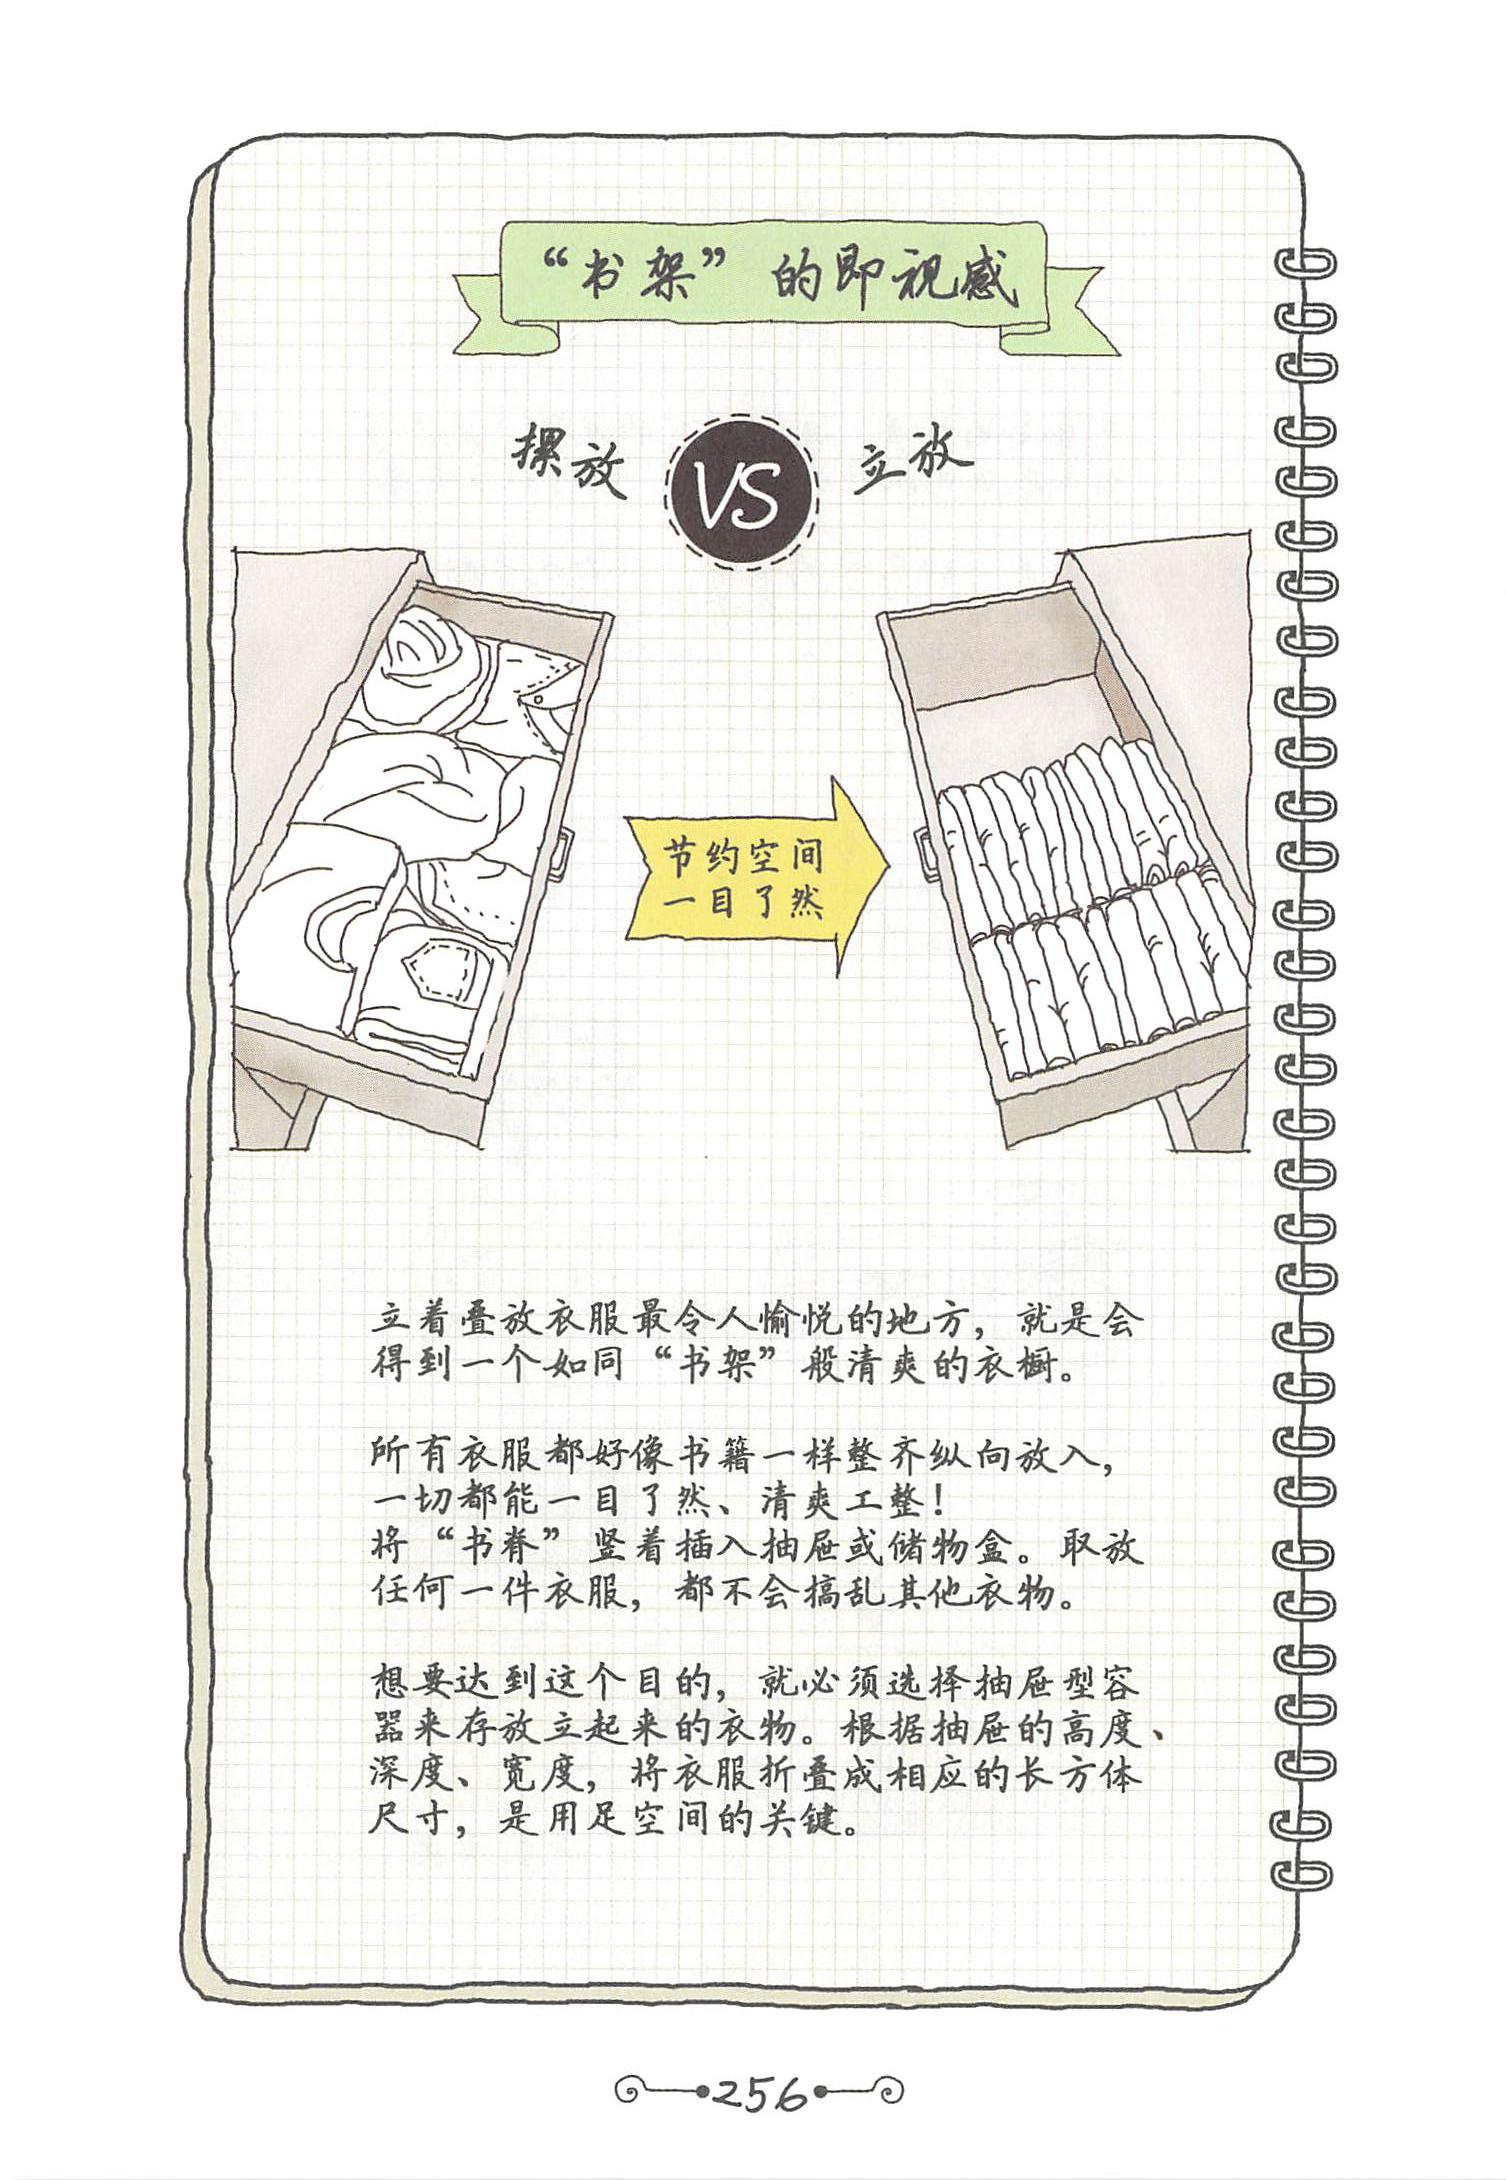 “书架”的即视感
摞放
VS
立放
节约空间
一目了然
立着叠放衣服最令人愉悦的地方，就是会
得到一个如同“书架”般清爽的衣橱。
所有衣服都好像书籍一样整齐纵向放入，
一切都能一目了然、清爽工整！
将“书脊”竖着插入抽屉或储物盒。取放
任何一件衣服，都不会搞乱其他衣物。
想要达到这个目的，就必须选择抽屉型容
器来存放立起来的衣物。根据抽屉的高度、
深度、宽度，将衣服折叠成相应的长方体
尺寸，是用足空间的关键。
256